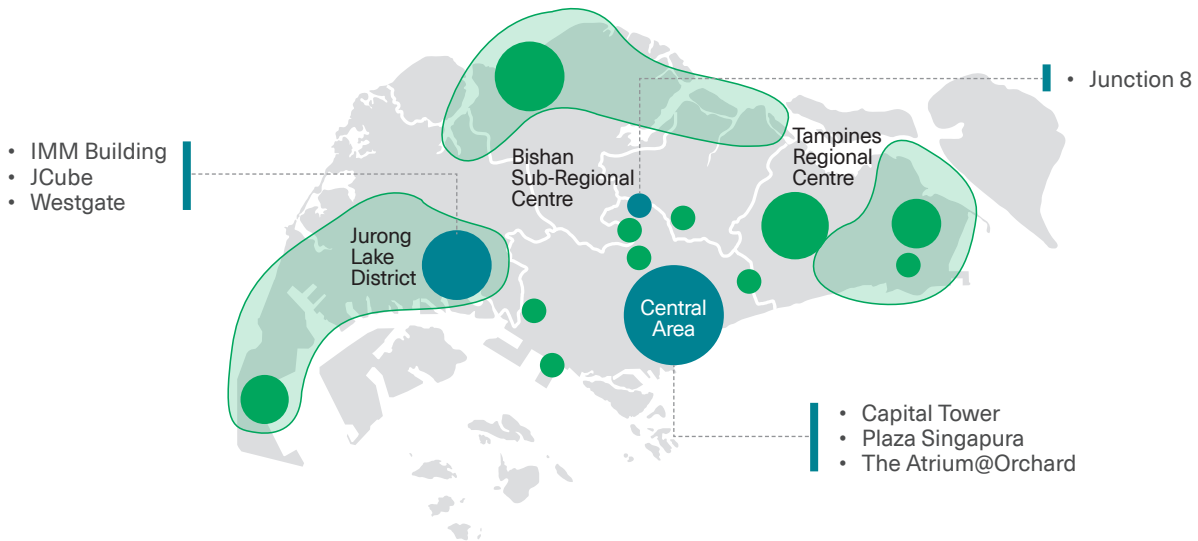 • Junction 8
• IMM Building
• JCube
• Westgate
Bishan
Sub-Regional
Centre
Tampines
Regional
Centre
Jurong
Lake
District
Central
Area
• Capital Tower
• Plaza Singapura
• The Atrium@Orchard